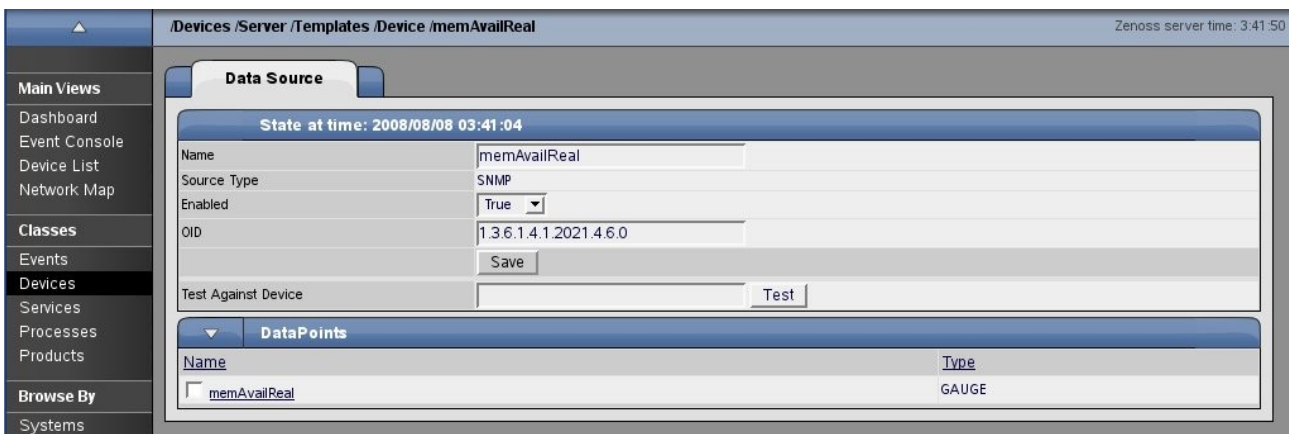 /Devices /Server /Templates /Device /memAvailReal
Zenoss server time: 3:41:50
Main Views
Dashboard
Event Console
Device List
Network Map
Classes
Events
Devices
Services
Processes
Products
Browse By
Systems
Data Source
State at time: 2008/08/08 03:41:04
Name memAvailReal
Source Type SNMP
Enabled True
OID 1.3.6.1.4.1.2021.4.6.0
Save
Test Against Device Test
DataPoints
Name Type
memAvailReal GAUGE